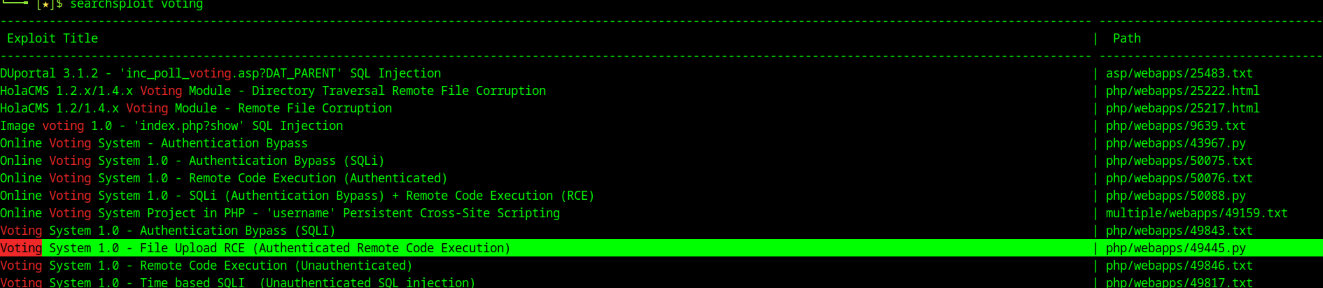 [★]$ searchsploit voting
Exploit Title | Path
DUportal 3.1.2 - 'inc_poll_voting.asp?DAT_PARENT' SQL Injection | asp/webapps/25483.txt
HolaCMS 1.2.x/1.4.x Voting Module - Directory Traversal Remote File Corruption | php/webapps/25222.html
HolaCMS 1.2/1.4.x Voting Module - Remote File Corruption | php/webapps/25217.html
Image voting 1.0 - 'index.php?show' SQL Injection | php/webapps/9639.txt
Online Voting System - Authentication Bypass | php/webapps/43967.py
Online Voting System 1.0 - Authentication Bypass (SQLi) | php/webapps/50075.txt
Online Voting System 1.0 - Remote Code Execution (Authenticated) | php/webapps/50076.txt
Online Voting System 1.0 - SQLi (Authentication Bypass) + Remote Code Execution (RCE) | php/webapps/50088.py
Online Voting System Project in PHP - 'username' Persistent Cross-Site Scripting | multiple/webapps/49159.txt
Voting System 1.0 - Authentication Bypass (SQLI) | php/webapps/49843.txt
Voting System 1.0 - File Upload RCE (Authenticated Remote Code Execution) | php/webapps/49445.py
Voting System 1.0 - Remote Code Execution (Unauthenticated) | php/webapps/49846.txt
Voting System 1.0 - Time based SQLI  (Unauthenticated SQL injection) | php/webapps/49817.txt